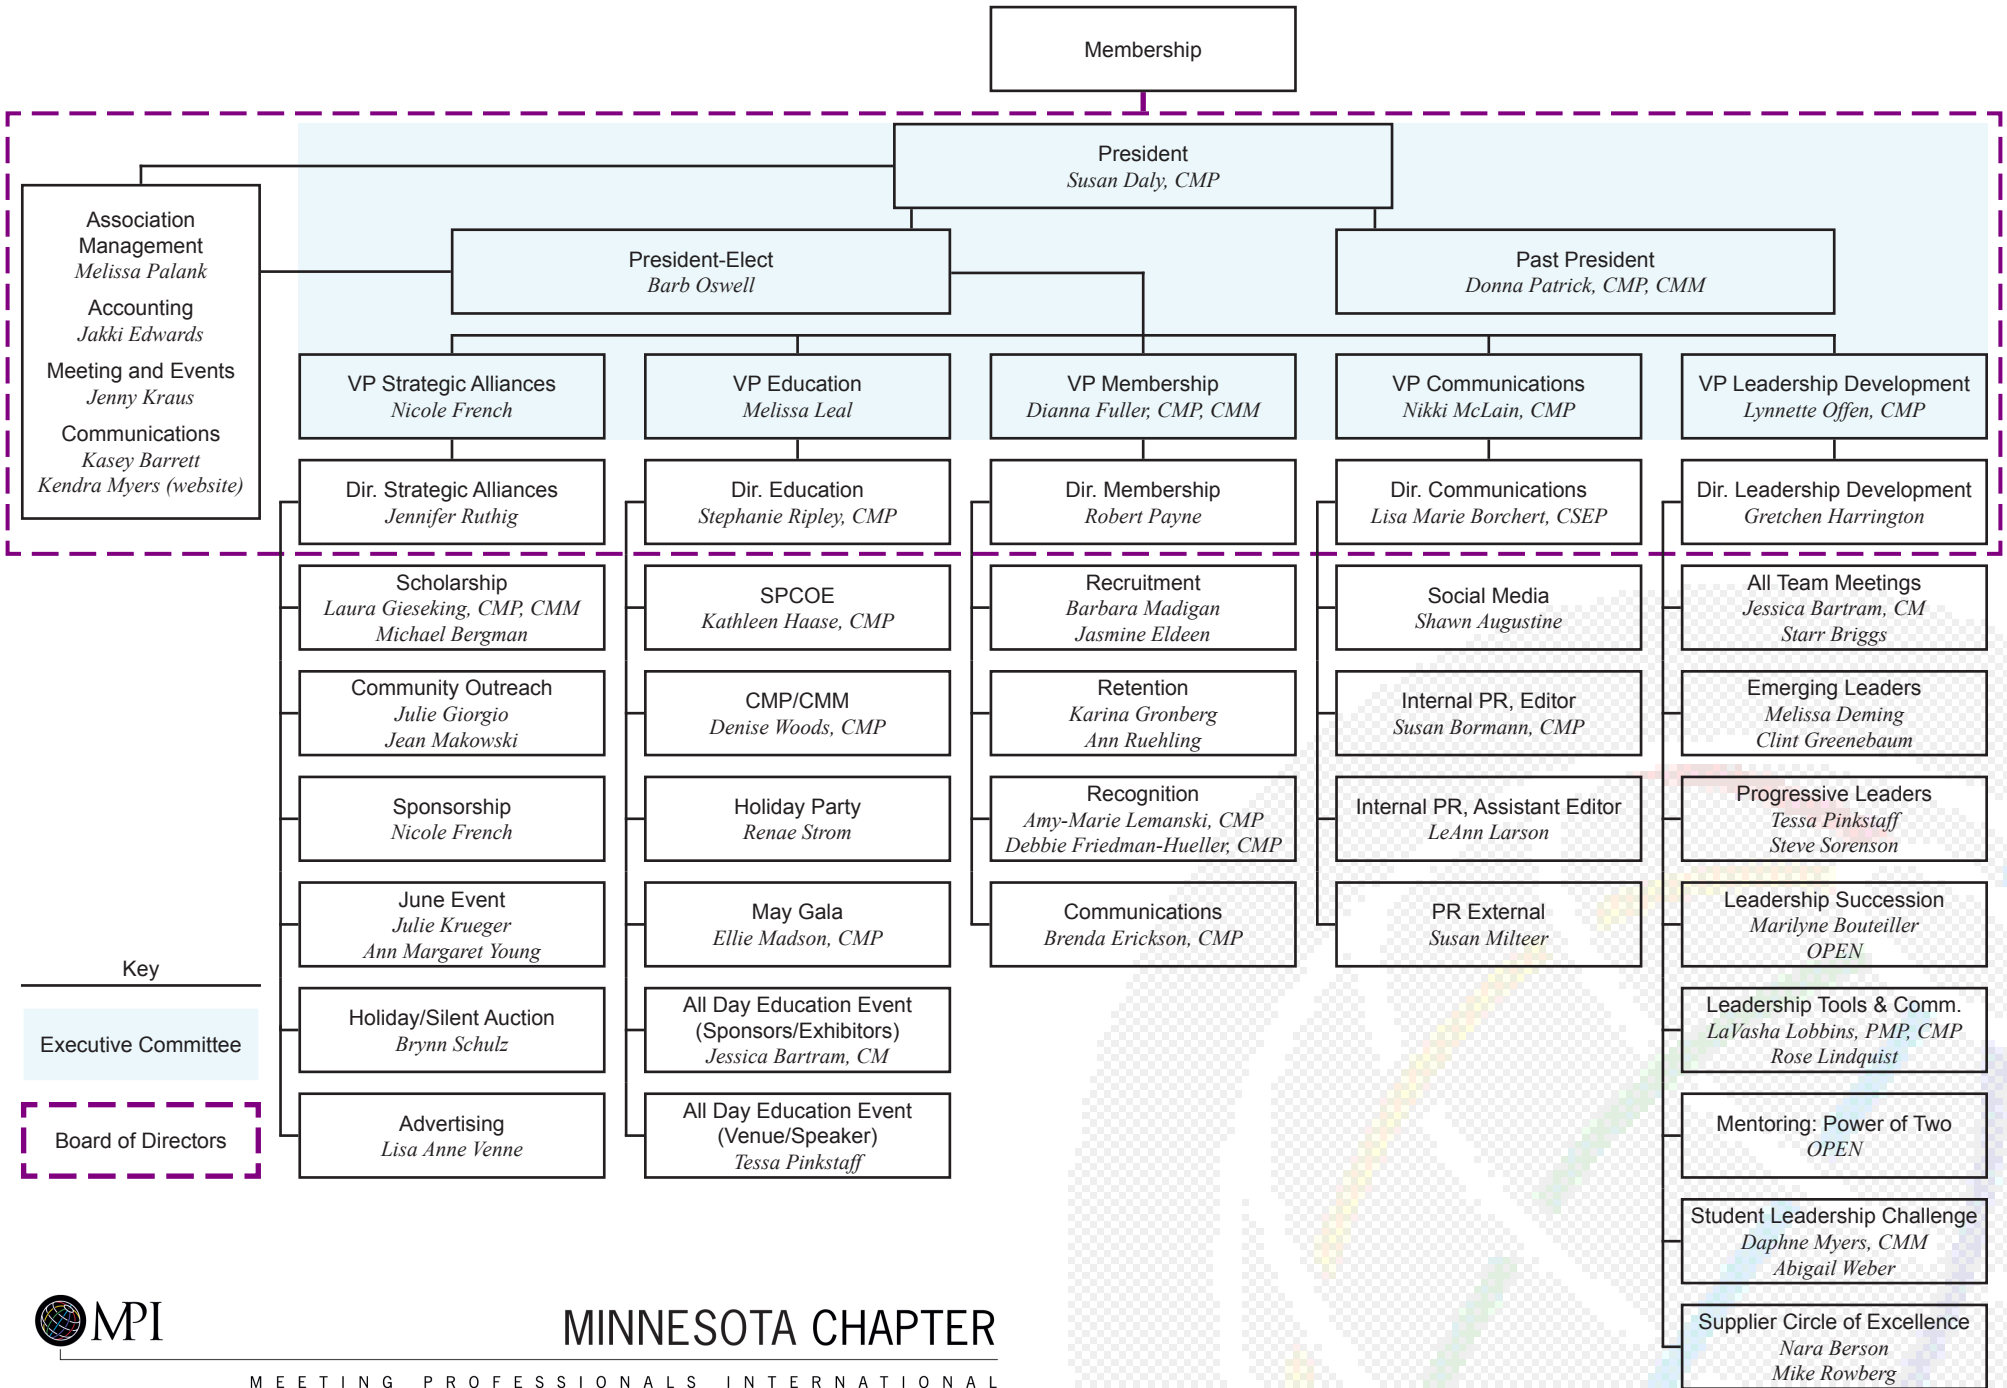 Membership
President
Susan Daly, CMP
Association
Management
Melissa Palank
Accounting
Jakki Edwards
Meeting and Events
Jenny Kraus
Communications
Kasey Barrett
Kendra Myers (website)
President-Elect
Barb Oswell
Past President
Donna Patrick, CMP, CMM
VP Strategic Alliances
Nicole French
VP Education
Melissa Leal
VP Membership
Dianna Fuller, CMP, CMM
VP Communications
Nikki McLain, CMP
VP Leadership Development
Lynnette Offen, CMP
Dir. Strategic Alliances
Jennifer Ruthig
Dir. Education
Stephanie Ripley, CMP
Dir. Membership
Robert Payne
Dir. Communications
Lisa Marie Borchert, CSEP
Dir. Leadership Development
Gretchen Harrington
Scholarship
Laura Gieseking, CMP, CMM
Michael Bergman
Community Outreach
Julie Giorgio
Jean Makowski
Sponsorship
Nicole French
June Event
Julie Krueger
Ann Margaret Young
Holiday/Silent Auction
Brynn Schulz
Advertising
Lisa Anne Venne
SPCOE
Kathleen Haase, CMP
CMP/CMM
Denise Woods, CMP
Holiday Party
Renae Strom
May Gala
Ellie Madson, CMP
All Day Education Event
(Sponsors/Exhibitors)
Jessica Bartram, CM
All Day Education Event
(Venue/Speaker)
Tessa Pinkstaff
Recruitment
Barbara Madigan
Jasmine Eldeen
Retention
Karina Gronberg
Ann Ruehling
Recognition
Amy-Marie Lemanski, CMP
Debbie Friedman-Hueller, CMP
Communications
Brenda Erickson, CMP
Social Media
Shawn Augustine
Internal PR, Editor
Susan Bormann, CMP
Internal PR, Assistant Editor
LeAnn Larson
PR External
Susan Milteer
All Team Meetings
Jessica Bartram, CM
Starr Briggs
Emerging Leaders
Melissa Deming
Clint Greenebaum
Progressive Leaders
Tessa Pinkstaff
Steve Sorenson
Leadership Succession
Marilyne Bouteiller
OPEN
Leadership Tools & Comm.
LaVasha Lobbins, PMP, CMP
Rose Lindquist
Mentoring: Power of Two
OPEN
Student Leadership Challenge
Daphne Myers, CMM
Abigail Weber
Supplier Circle of Excellence
Nara Berson
Mike Rowberg
Key
Executive Committee
Board of Directors
MPI
MINNESOTA CHAPTER
MEETING PROFESSIONALS INTERNATIONAL